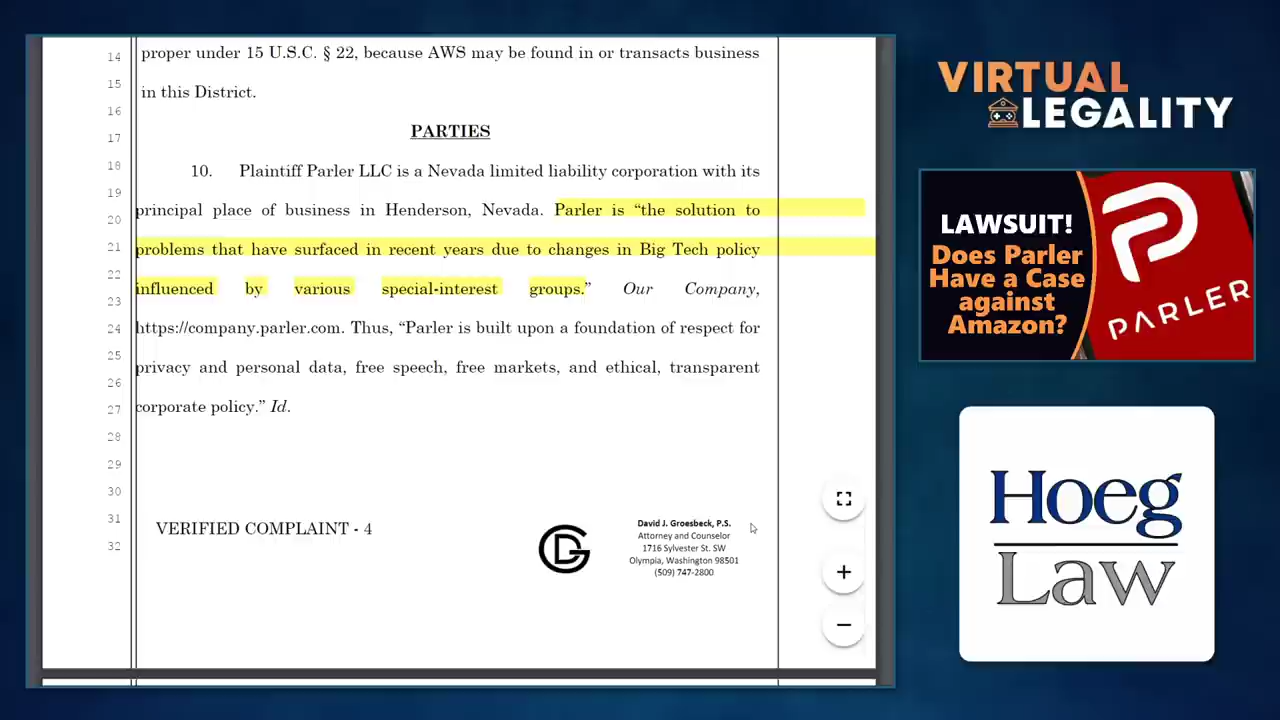 14 proper under 15 U.S.C. § 22, because AWS may be found in or transacts business
15 in this District.
16
17 PARTIES
18 10. Plaintiff Parler LLC is a Nevada limited liability corporation with its
19
20 principal place of business in Henderson, Nevada. Parler is “the solution to
21 problems that have surfaced in recent years due to changes in Big Tech policy
22
23 influenced by various special-interest groups.” Our Company,
24 https://company.parler.com. Thus, “Parler is built upon a foundation of respect for
25
26 privacy and personal data, free speech, free markets, and ethical, transparent
27 corporate policy.” Id.
28
29
30
31 VERIFIED COMPLAINT - 4
32
GD
David J. Groesbeck, P.S.
Attorney and Counselor
1716 Sylvester St. SW
Olympia, Washington 98501
(509) 747-2800
VIRTUAL
LEGALITY
LAWSUIT!
Does Parler
Have a Case
against
Amazon?
PARLER
Hoeg
Law